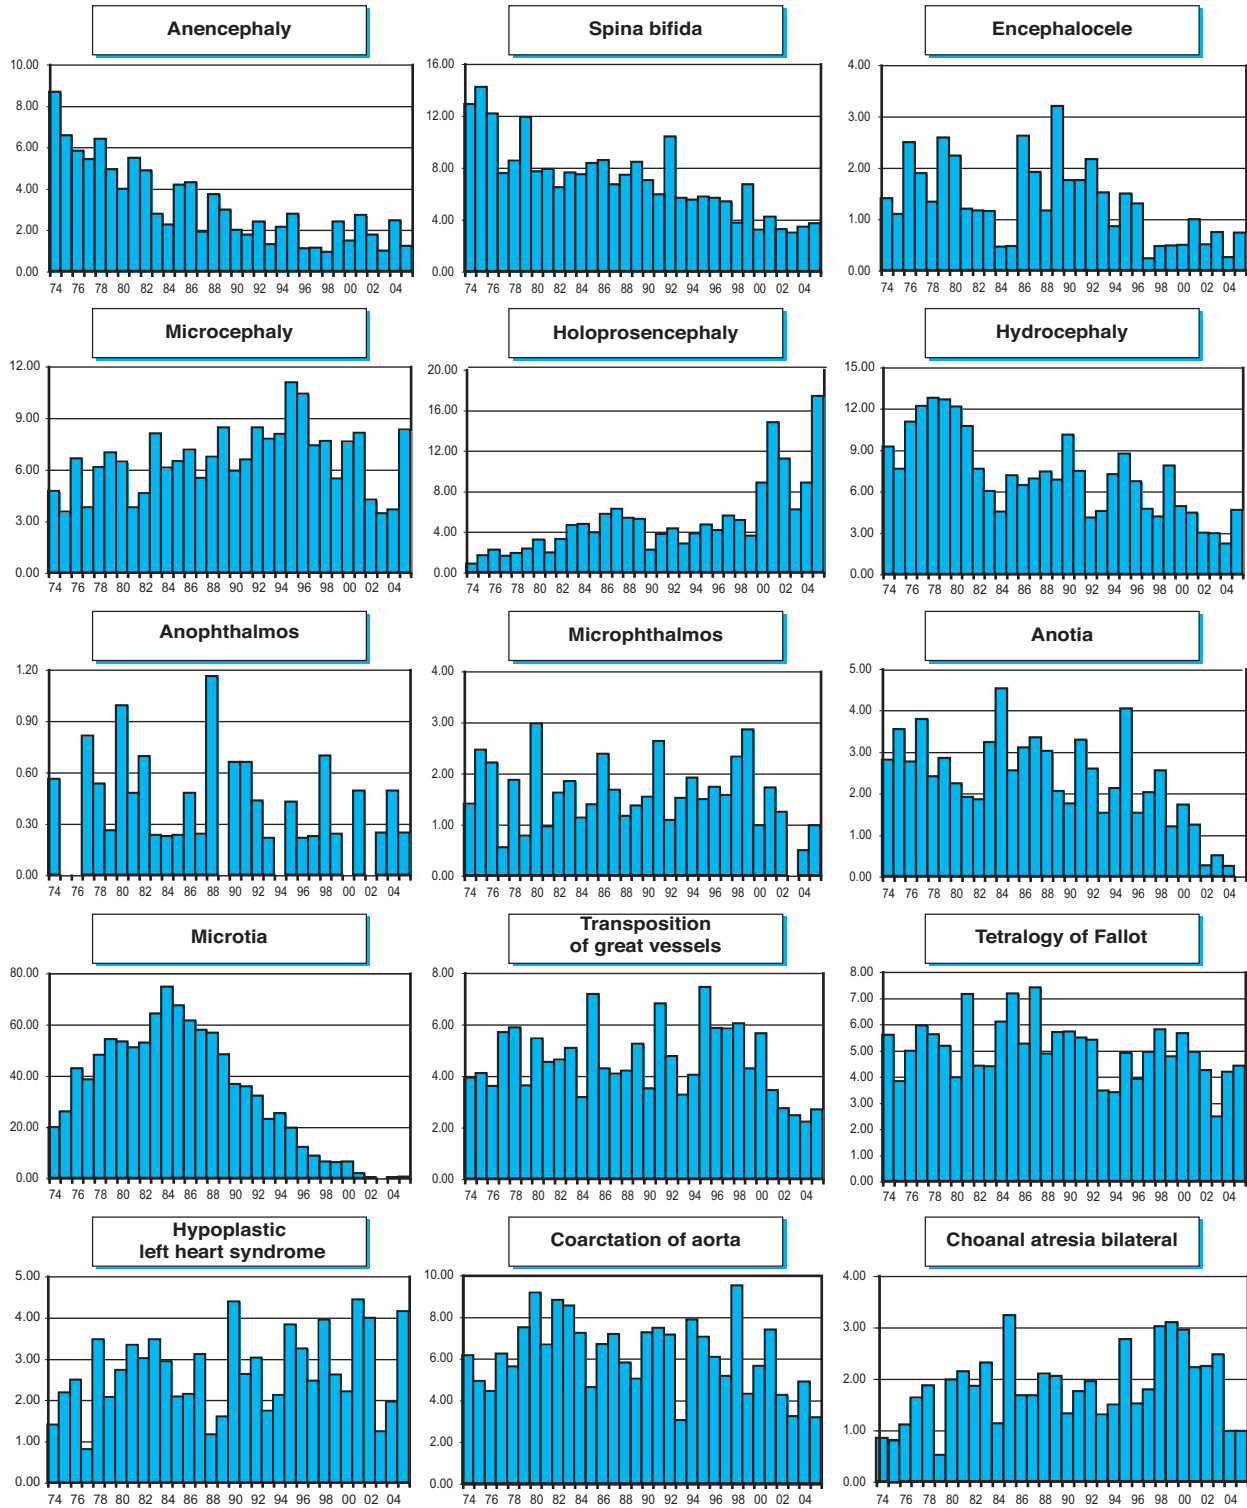 Anencephaly
10.00
8.00
6.00
4.00
2.00
0.00
74 76 78 80 82 84 86 88 90 92 94 96 98 00 02 04
Spina bifida
16.00
12.00
8.00
4.00
0.00
74 76 78 80 82 84 86 88 90 92 94 96 98 00 02 04
Encephalocele
4.00
3.00
2.00
1.00
0.00
74 76 78 80 82 84 86 88 90 92 94 96 98 00 02 04
Microcephaly
12.00
9.00
6.00
3.00
0.00
74 76 78 80 82 84 86 88 90 92 94 96 98 00 02 04
Holoprosencephaly
20.00
16.00
12.00
8.00
4.00
0.00
74 76 78 80 82 84 86 88 90 92 94 96 98 00 02 04
Hydrocephaly
15.00
12.00
9.00
6.00
3.00
0.00
74 76 78 80 82 84 86 88 90 92 94 96 98 00 02 04
Anophthalmos
1.20
0.90
0.60
0.30
0.00
74 76 78 80 82 84 86 88 90 92 94 96 98 00 02 04
Microphthalmos
4.00
3.00
2.00
1.00
0.00
74 76 78 80 82 84 86 88 90 92 94 96 98 00 02 04
Anotia
5.00
4.00
3.00
2.00
1.00
0.00
74 76 78 80 82 84 86 88 90 92 94 96 98 00 02 04
Microtia
80.00
60.00
40.00
20.00
0.00
74 76 78 80 82 84 86 88 90 92 94 96 98 00 02 04
Transposition
of great vessels
8.00
6.00
4.00
2.00
0.00
74 76 78 80 82 84 86 88 90 92 94 96 98 00 02 04
Tetralogy of Fallot
8.00
7.00
6.00
5.00
4.00
3.00
2.00
1.00
0.00
74 76 78 80 82 84 86 88 90 92 94 96 98 00 02 04
Hypoplastic
left heart syndrome
5.00
4.00
3.00
2.00
1.00
0.00
74 76 78 80 82 84 86 88 90 92 94 96 98 00 02 04
Coarctation of aorta
10.00
8.00
6.00
4.00
2.00
0.00
74 76 78 80 82 84 86 88 90 92 94 96 98 00 02 04
Choanal atresia bilateral
4.00
3.00
2.00
1.00
0.00
74 76 78 80 82 84 86 88 90 92 94 96 98 00 02 04